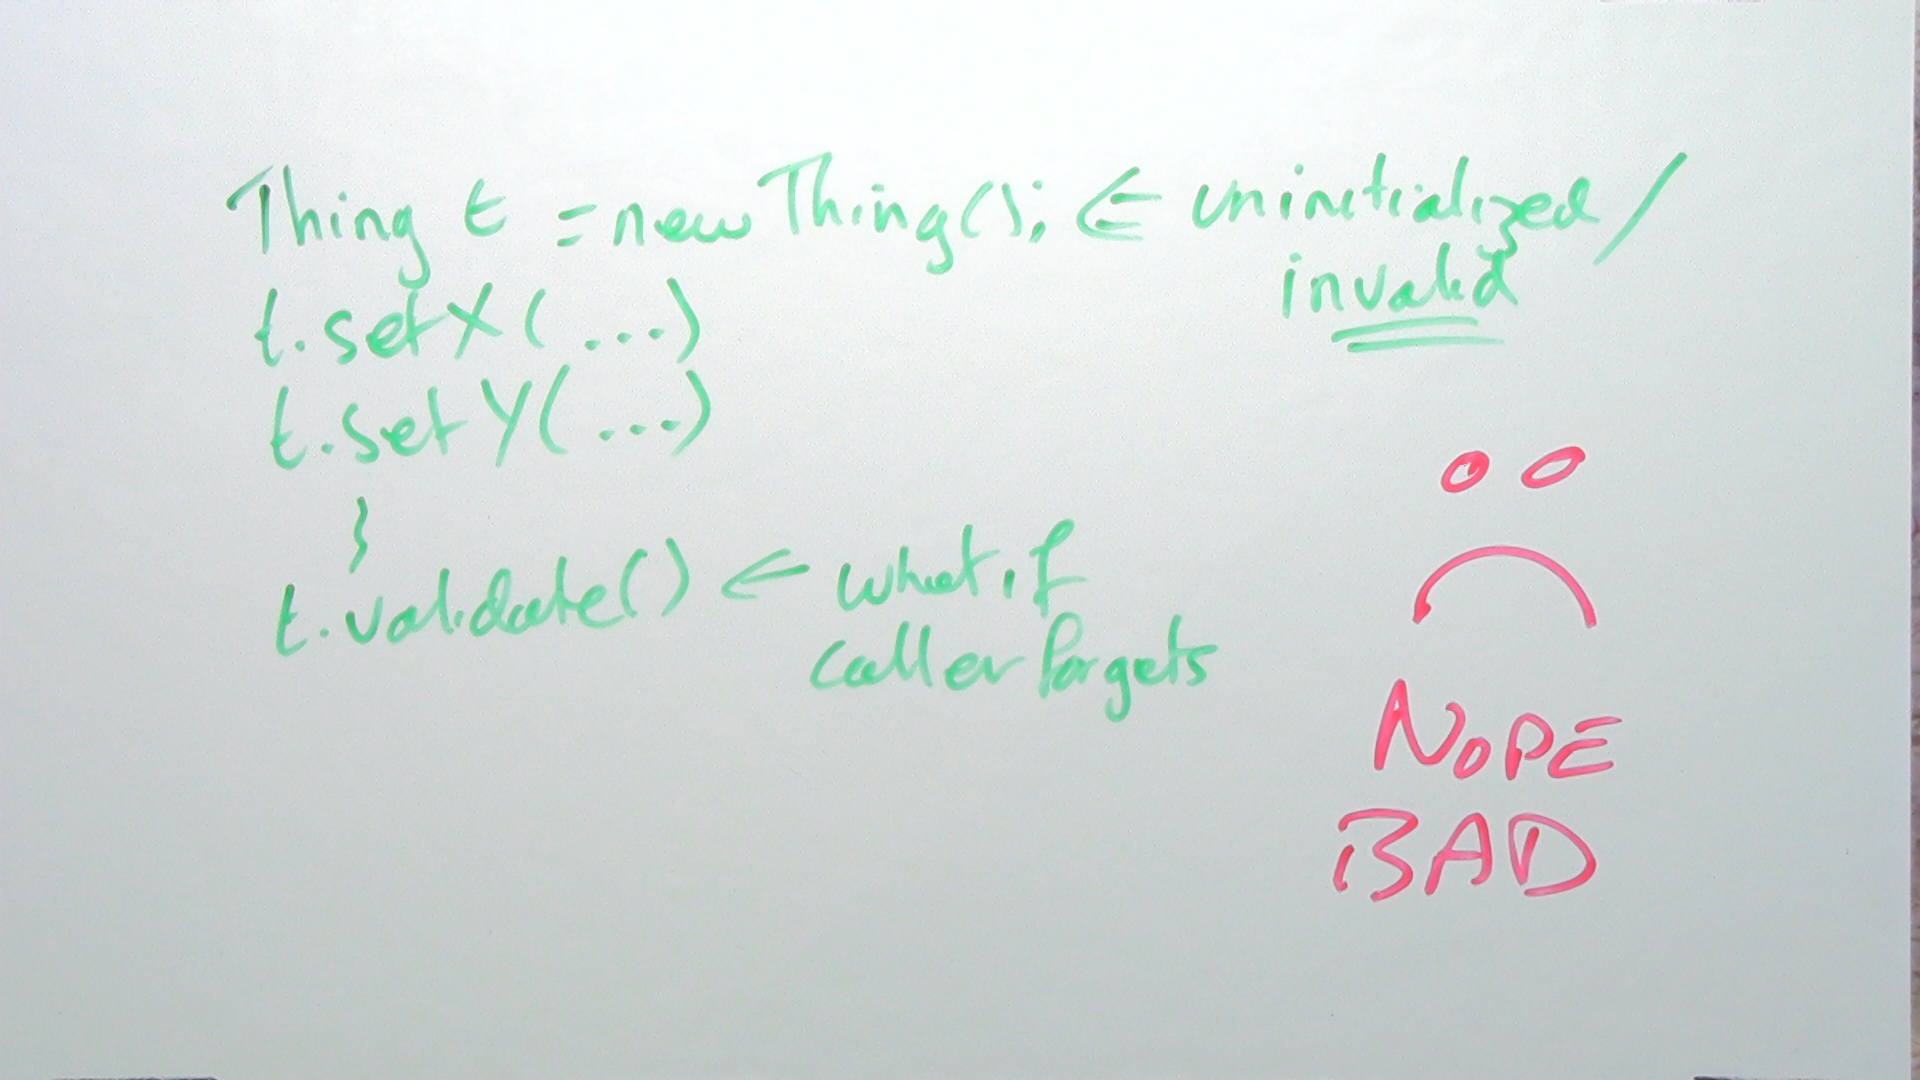 Thing t = new Thing(); ⇐ uninitialized /
invalid
t.setX(...)
t.setY(...)
}
t.validate() ← what if
caller forgets
NOPE
BAD